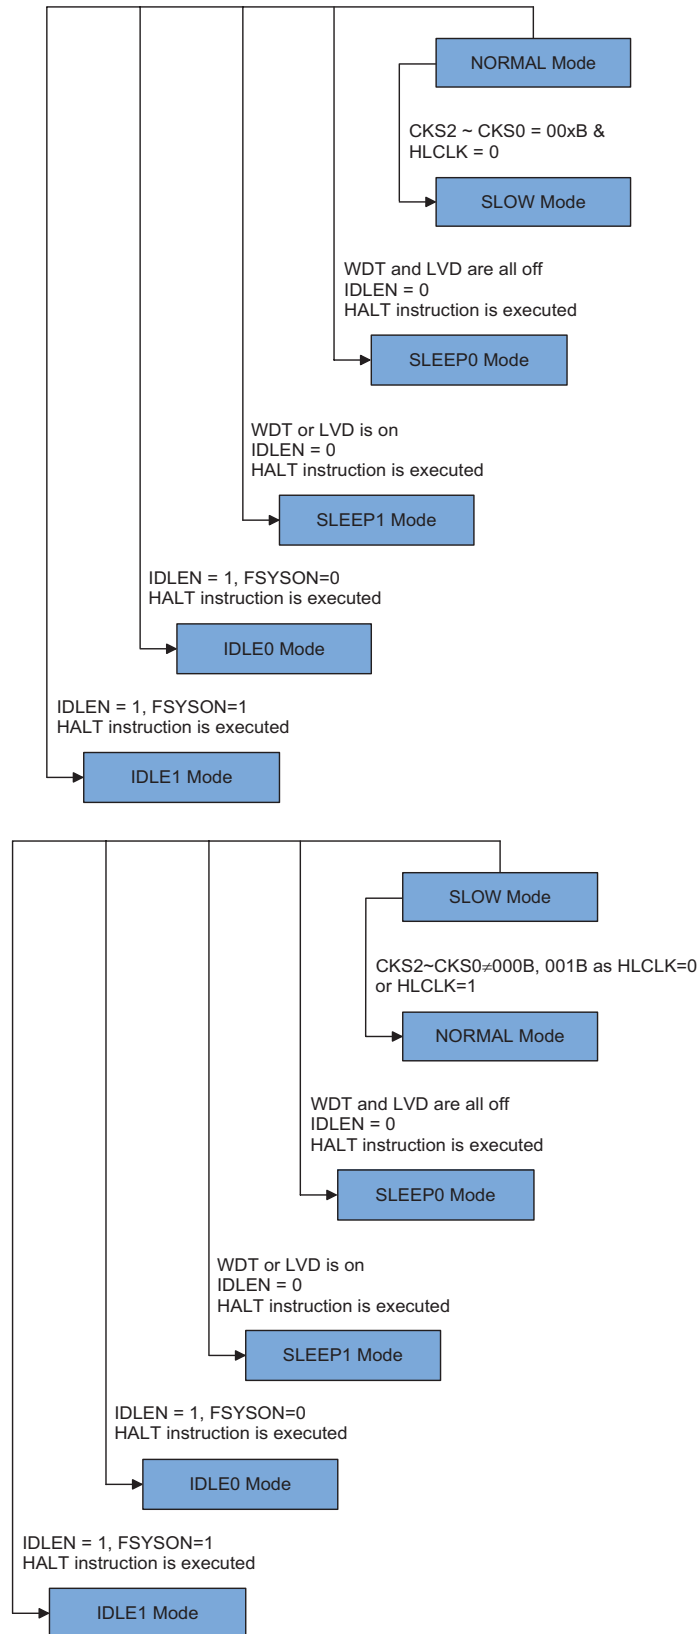 NORMAL Mode
CKS2 ~ CKS0 = 00xB &
HLCLK = 0
SLOW Mode
WDT and LVD are all off
IDLEN = 0
HALT instruction is executed
SLEEP0 Mode
WDT or LVD is on
IDLEN = 0
HALT instruction is executed
SLEEP1 Mode
IDLEN = 1, FSYSON=0
HALT instruction is executed
IDLE0 Mode
IDLEN = 1, FSYSON=1
HALT instruction is executed
IDLE1 Mode
SLOW Mode
CKS2~CKS0≠000B, 001B as HLCLK=0
or HLCLK=1
NORMAL Mode
WDT and LVD are all off
IDLEN = 0
HALT instruction is executed
SLEEP0 Mode
WDT or LVD is on
IDLEN = 0
HALT instruction is executed
SLEEP1 Mode
IDLEN = 1, FSYSON=0
HALT instruction is executed
IDLE0 Mode
IDLEN = 1, FSYSON=1
HALT instruction is executed
IDLE1 Mode